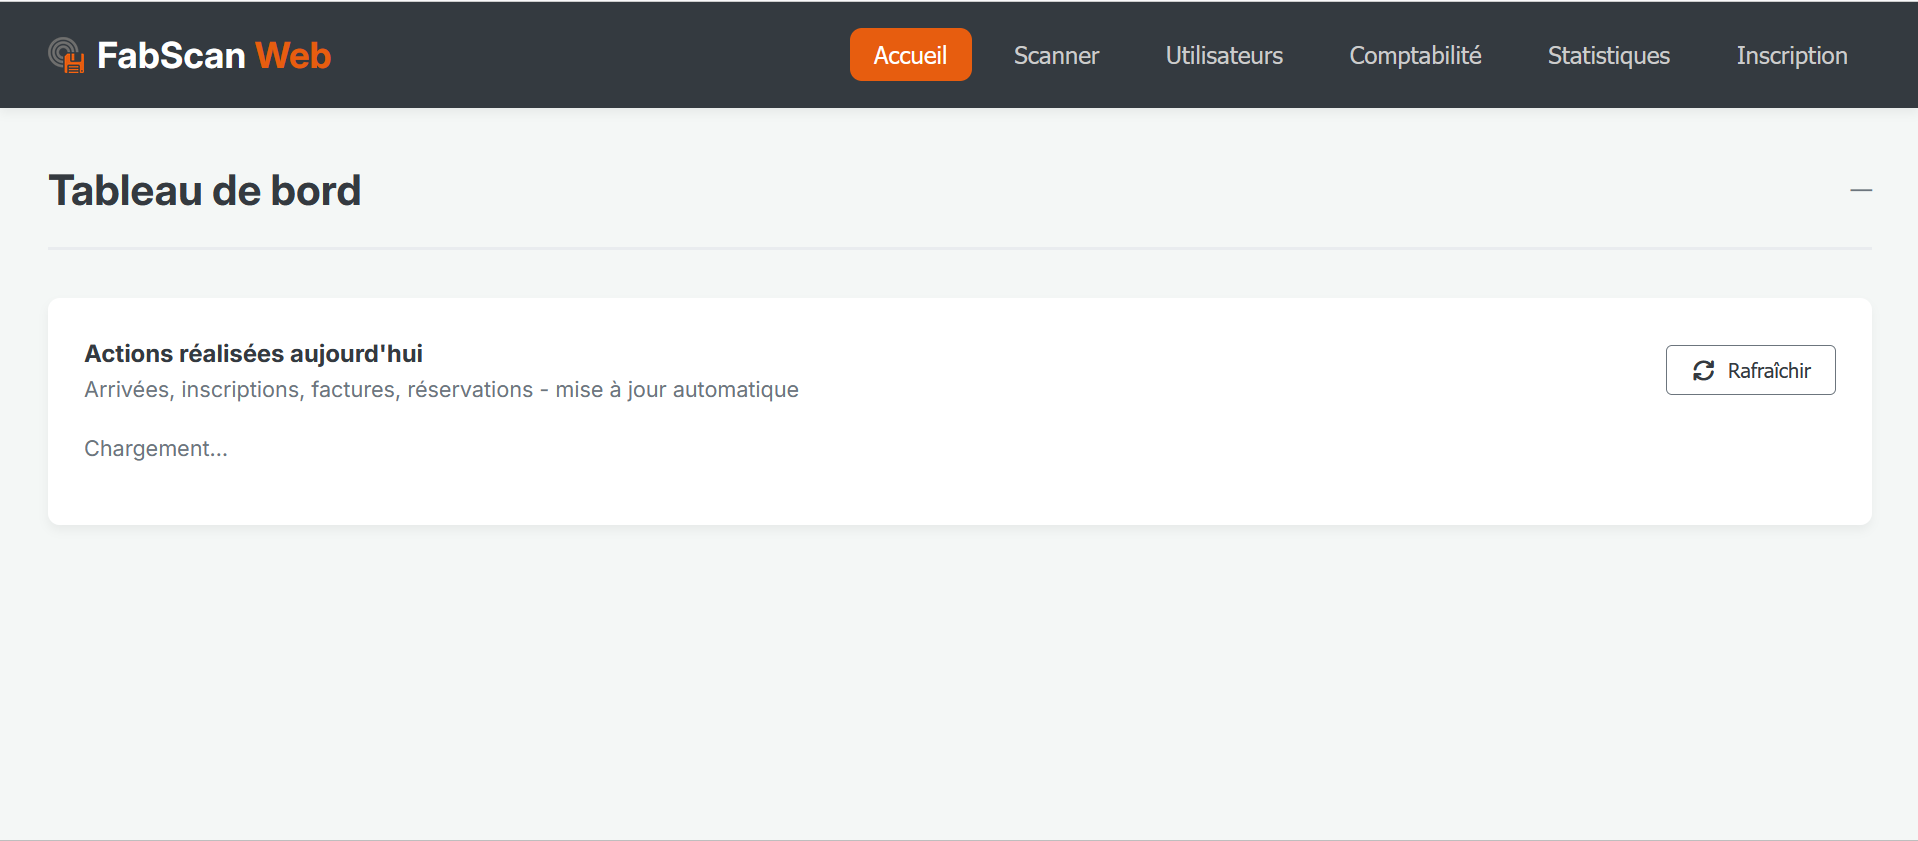 FabScan Web
Accueil
Scanner
Utilisateurs
Comptabilité
Statistiques
Inscription
Tableau de bord
—
Actions réalisées aujourd'hui
Arrivées, inscriptions, factures, réservations - mise à jour automatique
Rafraîchir
Chargement...